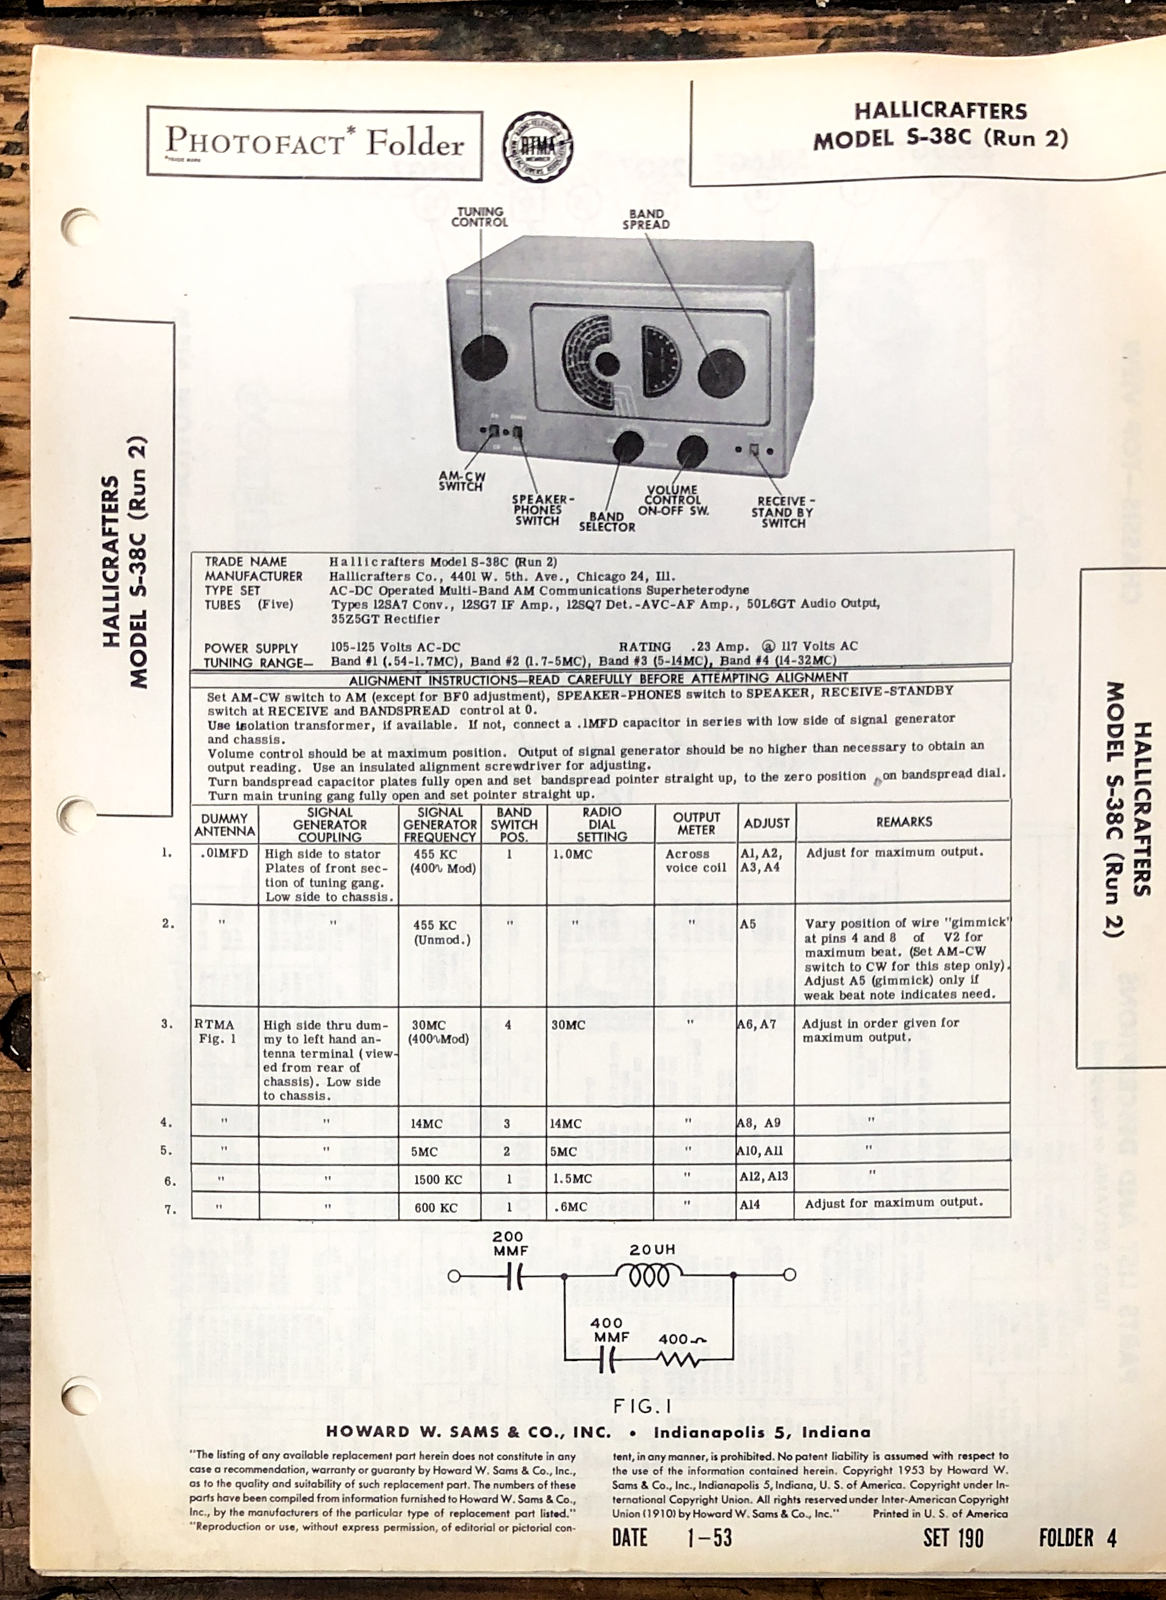 PHOTOFACT* Folder
*TRADE MARK
RTMA
HALLICRAFTERS
MODEL S-38C (Run 2)
TUNING
CONTROL
BAND
SPREAD
AM-CW
SWITCH
SPEAKER-
PHONES
SWITCH
BAND
SELECTOR
VOLUME
CONTROL
ON-OFF SW.
RECEIVE -
STAND BY
SWITCH
HALLICRAFTERS
MODEL S-38C (Run 2)
HALLICRAFTERS
MODEL S-38C (Run 2)
TRADE NAME Hallicrafters Model S-38C (Run 2)
MANUFACTURER Hallicrafters Co., 4401 W. 5th. Ave., Chicago 24, Ill.
TYPE SET AC-DC Operated Multi-Band AM Communications Superheterodyne
TUBES (Five) Types 12SA7 Conv., 12SG7 IF Amp., 12SQ7 Det.-AVC-AF Amp., 50L6GT Audio Output,
35Z5GT Rectifier
POWER SUPPLY 105-125 Volts AC-DC RATING .23 Amp. @ 117 Volts AC
TUNING RANGE— Band #1 (.54-1.7MC), Band #2 (1.7-5MC), Band #3 (5-14MC), Band #4 (14-32MC)
ALIGNMENT INSTRUCTIONS—READ CAREFULLY BEFORE ATTEMPTING ALIGNMENT
Set AM-CW switch to AM (except for BFO adjustment), SPEAKER-PHONES switch to SPEAKER, RECEIVE-STANDBY
switch at RECEIVE and BANDSPREAD control at 0.
Use isolation transformer, if available. If not, connect a .1MFD capacitor in series with low side of signal generator
and chassis.
Volume control should be at maximum position. Output of signal generator should be no higher than necessary to obtain an
output reading. Use an insulated alignment screwdriver for adjusting.
Turn bandspread capacitor plates fully open and set bandspread pointer straight up, to the zero position on bandspread dial.
Turn main truning gang fully open and set pointer straight up.
DUMMY ANTENNA SIGNAL GENERATOR COUPLING SIGNAL GENERATOR FREQUENCY BAND SWITCH POS. RADIO DIAL SETTING OUTPUT METER ADJUST REMARKS
1. .01MFD High side to stator 455 KC 1 1.0MC Across A1, A2, Adjust for maximum output.
Plates of front sec- (400∿ Mod) voice coil A3, A4
tion of tuning gang.
Low side to chassis.
2. " " 455 KC " " " A5 Vary position of wire "gimmick"
(Unmod.) at pins 4 and 8 of V2 for
maximum beat. (Set AM-CW
switch to CW for this step only).
Adjust A5 (gimmick) only if
weak beat note indicates need.
3. RTMA High side thru dum- 30MC 4 30MC " A6, A7 Adjust in order given for
Fig. 1 my to left hand an- (400∿Mod) maximum output.
tenna terminal (view-
ed from rear of
chassis). Low side
to chassis.
4. " " 14MC 3 14MC " A8, A9 "
5. " " 5MC 2 5MC " A10, A11 "
6. " " 1500 KC 1 1.5MC " A12, A13 "
7. " " 600 KC 1 .6MC " A14 Adjust for maximum output.
200
MMF
20UH
400
MMF
400
FIG. 1
HOWARD W. SAMS & CO., INC. • Indianapolis 5, Indiana
"The listing of any available replacement part herein does not constitute in any
case a recommendation, warranty or guaranty by Howard W. Sams & Co., Inc.,
as to the quality and suitability of such replacement part. The numbers of these
parts have been compiled from information furnished to Howard W. Sams & Co.,
Inc., by the manufacturers of the particular type of replacement part listed."
"Reproduction or use, without express permission, of editorial or pictorial con-
tent, in any manner, is prohibited. No patent liability is assumed with respect to
the use of the information contained herein. Copyright 1953 by Howard W.
Sams & Co., Inc., Indianapolis 5, Indiana, U. S. of America. Copyright under In-
ternational Copyright Union. All rights reserved under Inter-American Copyright
Union (1910) by Howard W. Sams & Co., Inc." Printed in U. S. of America
DATE 1-53 SET 190 FOLDER 4